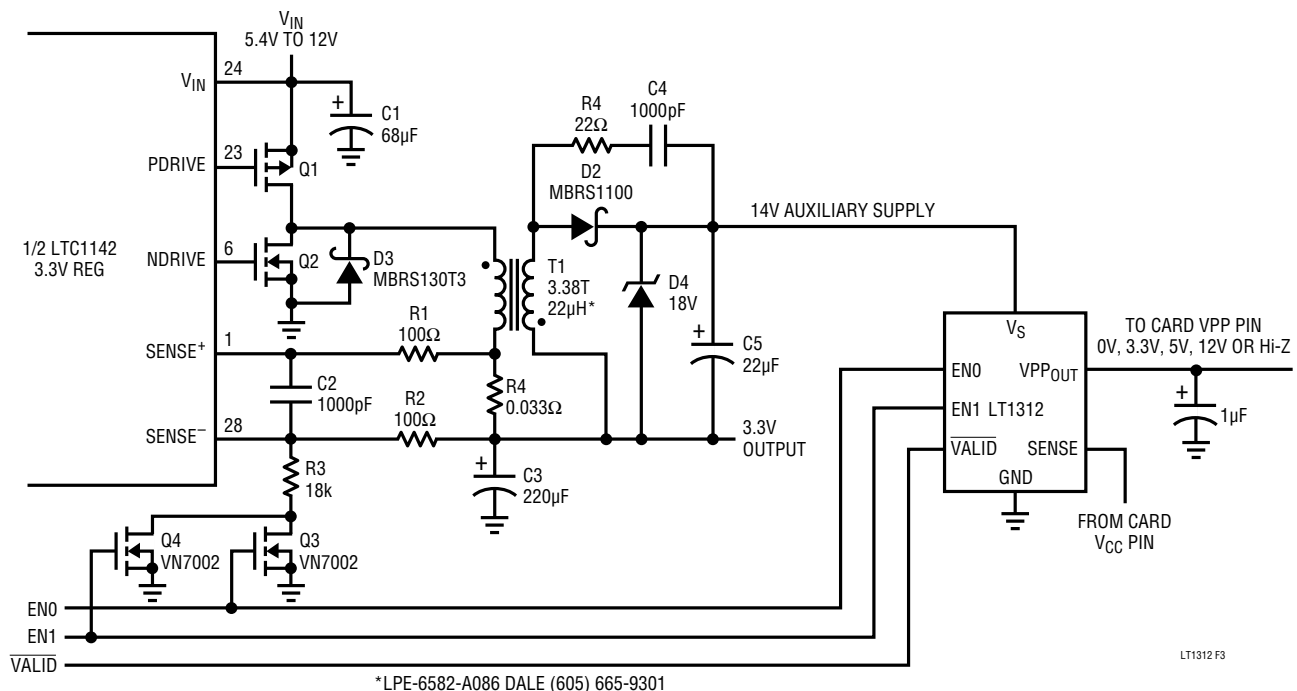 V_IN
5.4V TO 12V
V_IN
24
+
C1
68µF
PDRIVE
23
Q1
1/2 LTC1142
3.3V REG
NDRIVE
6
Q2
D3
MBRS130T3
R4
22Ω
C4
1000pF
D2
MBRS1100
14V AUXILIARY SUPPLY
T1
3.38T
22µH*
D4
18V
+
C5
22µF
SENSE⁺
1
R1
100Ω
C2
1000pF
R2
100Ω
R4
0.033Ω
SENSE⁻
28
3.3V
OUTPUT
R3
18k
+
C3
220µF
Q4
VN7002
Q3
VN7002
V_S
EN0
VPP_OUT
EN1 LT1312
VALID
SENSE
GND
TO CARD VPP PIN
0V, 3.3V, 5V, 12V OR Hi-Z
+
1µF
FROM CARD
V_CC PIN
EN0
EN1
VALID
LT1312 F3
*LPE-6582-A086 DALE (605) 665-9301